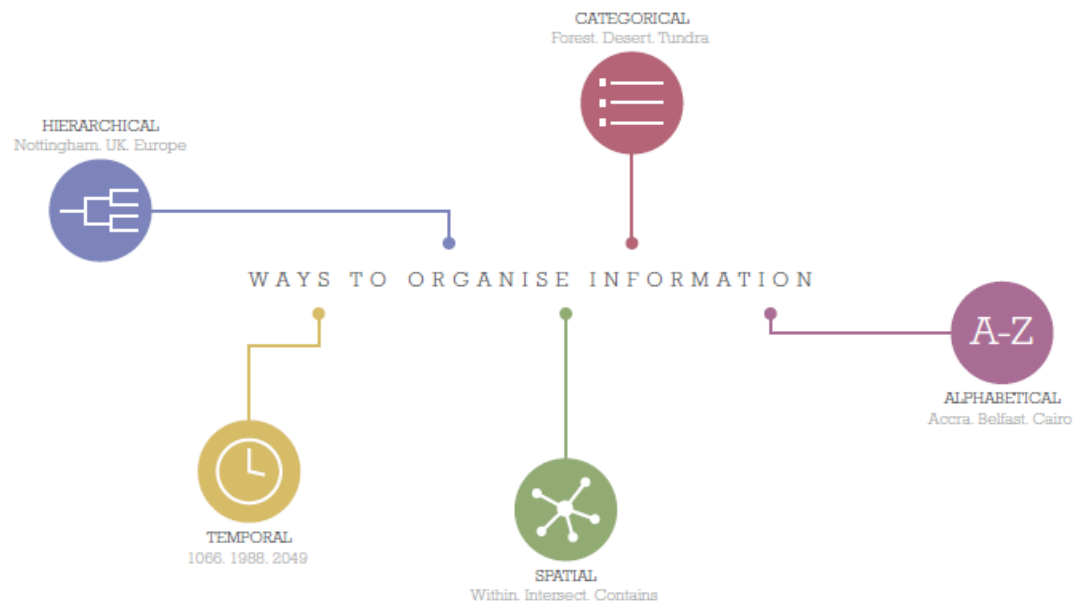 CATEGORICAL
Forest. Desert. Tundra
HIERARCHICAL
Nottingham. UK. Europe
WAYS TO ORGANISE INFORMATION
A-Z
ALPHABETICAL
Accra. Belfast. Cairo
TEMPORAL
1066. 1988. 2049
SPATIAL
Within. Intersect. Contains